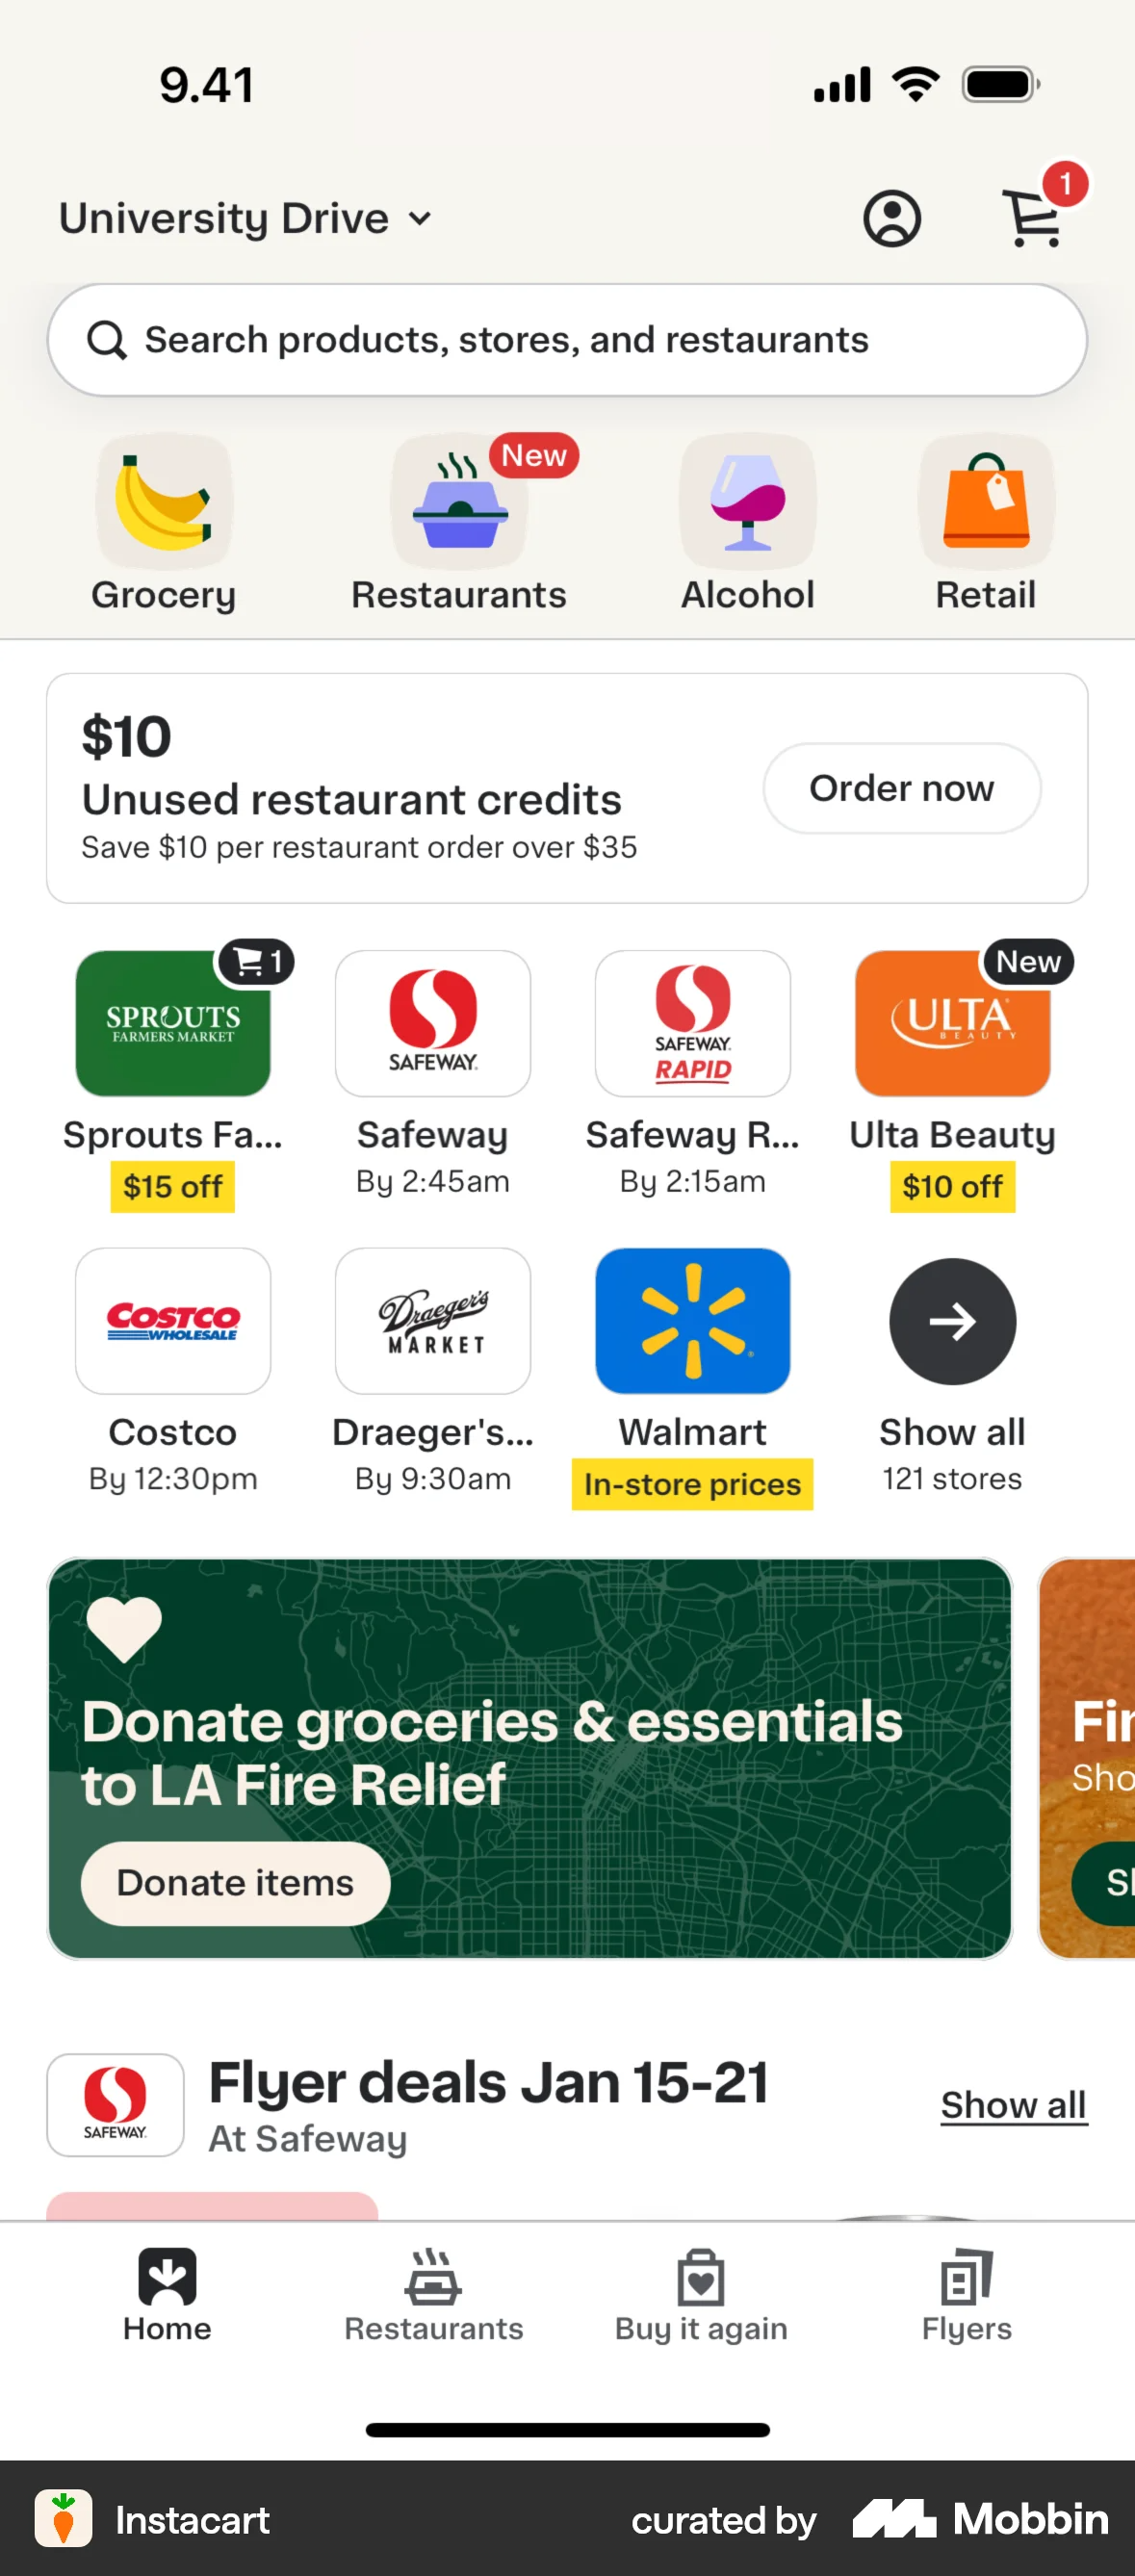 9.41
University Drive
1
Search products, stores, and restaurants
New
Grocery
Restaurants
Alcohol
Retail
$10
Unused restaurant credits
Save $10 per restaurant order over $35
Order now
1
New
SPROUTS
FARMERS MARKET
SAFEWAY.
SAFEWAY.
RAPID
ULTA
BEAUTY
Sprouts Fa...
Safeway
Safeway R...
Ulta Beauty
$15 off
By 2:45am
By 2:15am
$10 off
COSTCO
WHOLESALE
Draeger's
MARKET
Costco
Draeger's...
Walmart
Show all
By 12:30pm
By 9:30am
In-store prices
121 stores
Donate groceries & essentials
to LA Fire Relief
Donate items
Fir
Sho
Sh
SAFEWAY.
Flyer deals Jan 15-21
At Safeway
Show all
Home
Restaurants
Buy it again
Flyers
Instacart
curated by
Mobbin